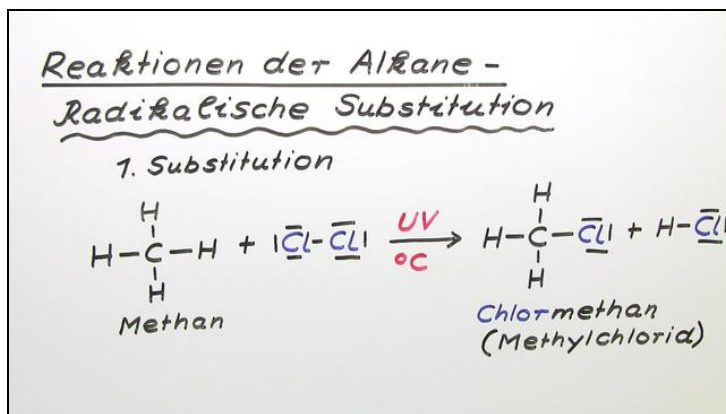 Reaktionen der Alkane -
Radikalische Substitution
1. Substitution
H H
H-C-H + |Cl-Cl| UV °C → H-C-Cl| + H-Cl|
H H
Methan Chlormethan
(Methylchlorid)